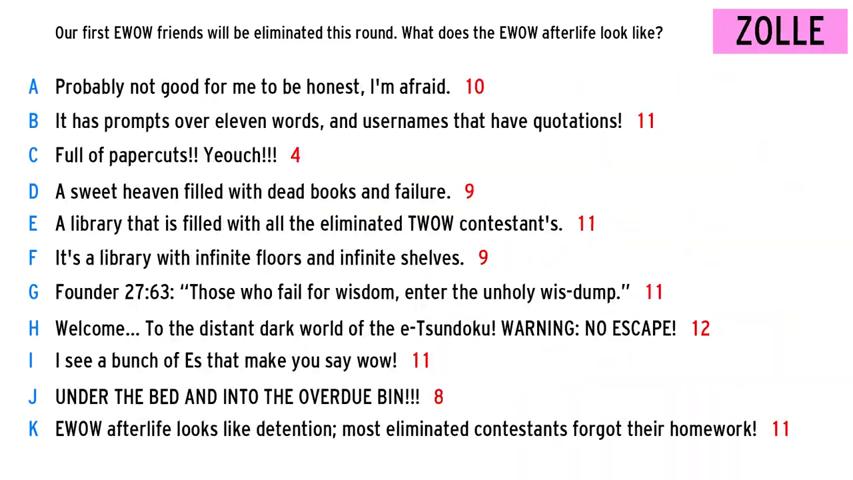 Our first EWOW friends will be eliminated this round. What does the EWOW afterlife look like?
ZOLLE
A Probably not good for me to be honest, I'm afraid. 10
B It has prompts over eleven words, and usernames that have quotations! 11
C Full of papercuts!! Yeouch!!! 4
D A sweet heaven filled with dead books and failure. 9
E A library that is filled with all the eliminated TWOW contestant's. 11
F It's a library with infinite floors and infinite shelves. 9
G Founder 27:63: “Those who fail for wisdom, enter the unholy wis-dump.” 11
H Welcome... To the distant dark world of the e-Tsundoku! WARNING: NO ESCAPE! 12
I I see a bunch of Es that make you say wow! 11
J UNDER THE BED AND INTO THE OVERDUE BIN!!! 8
K EWOW afterlife looks like detention; most eliminated contestants forgot their homework! 11